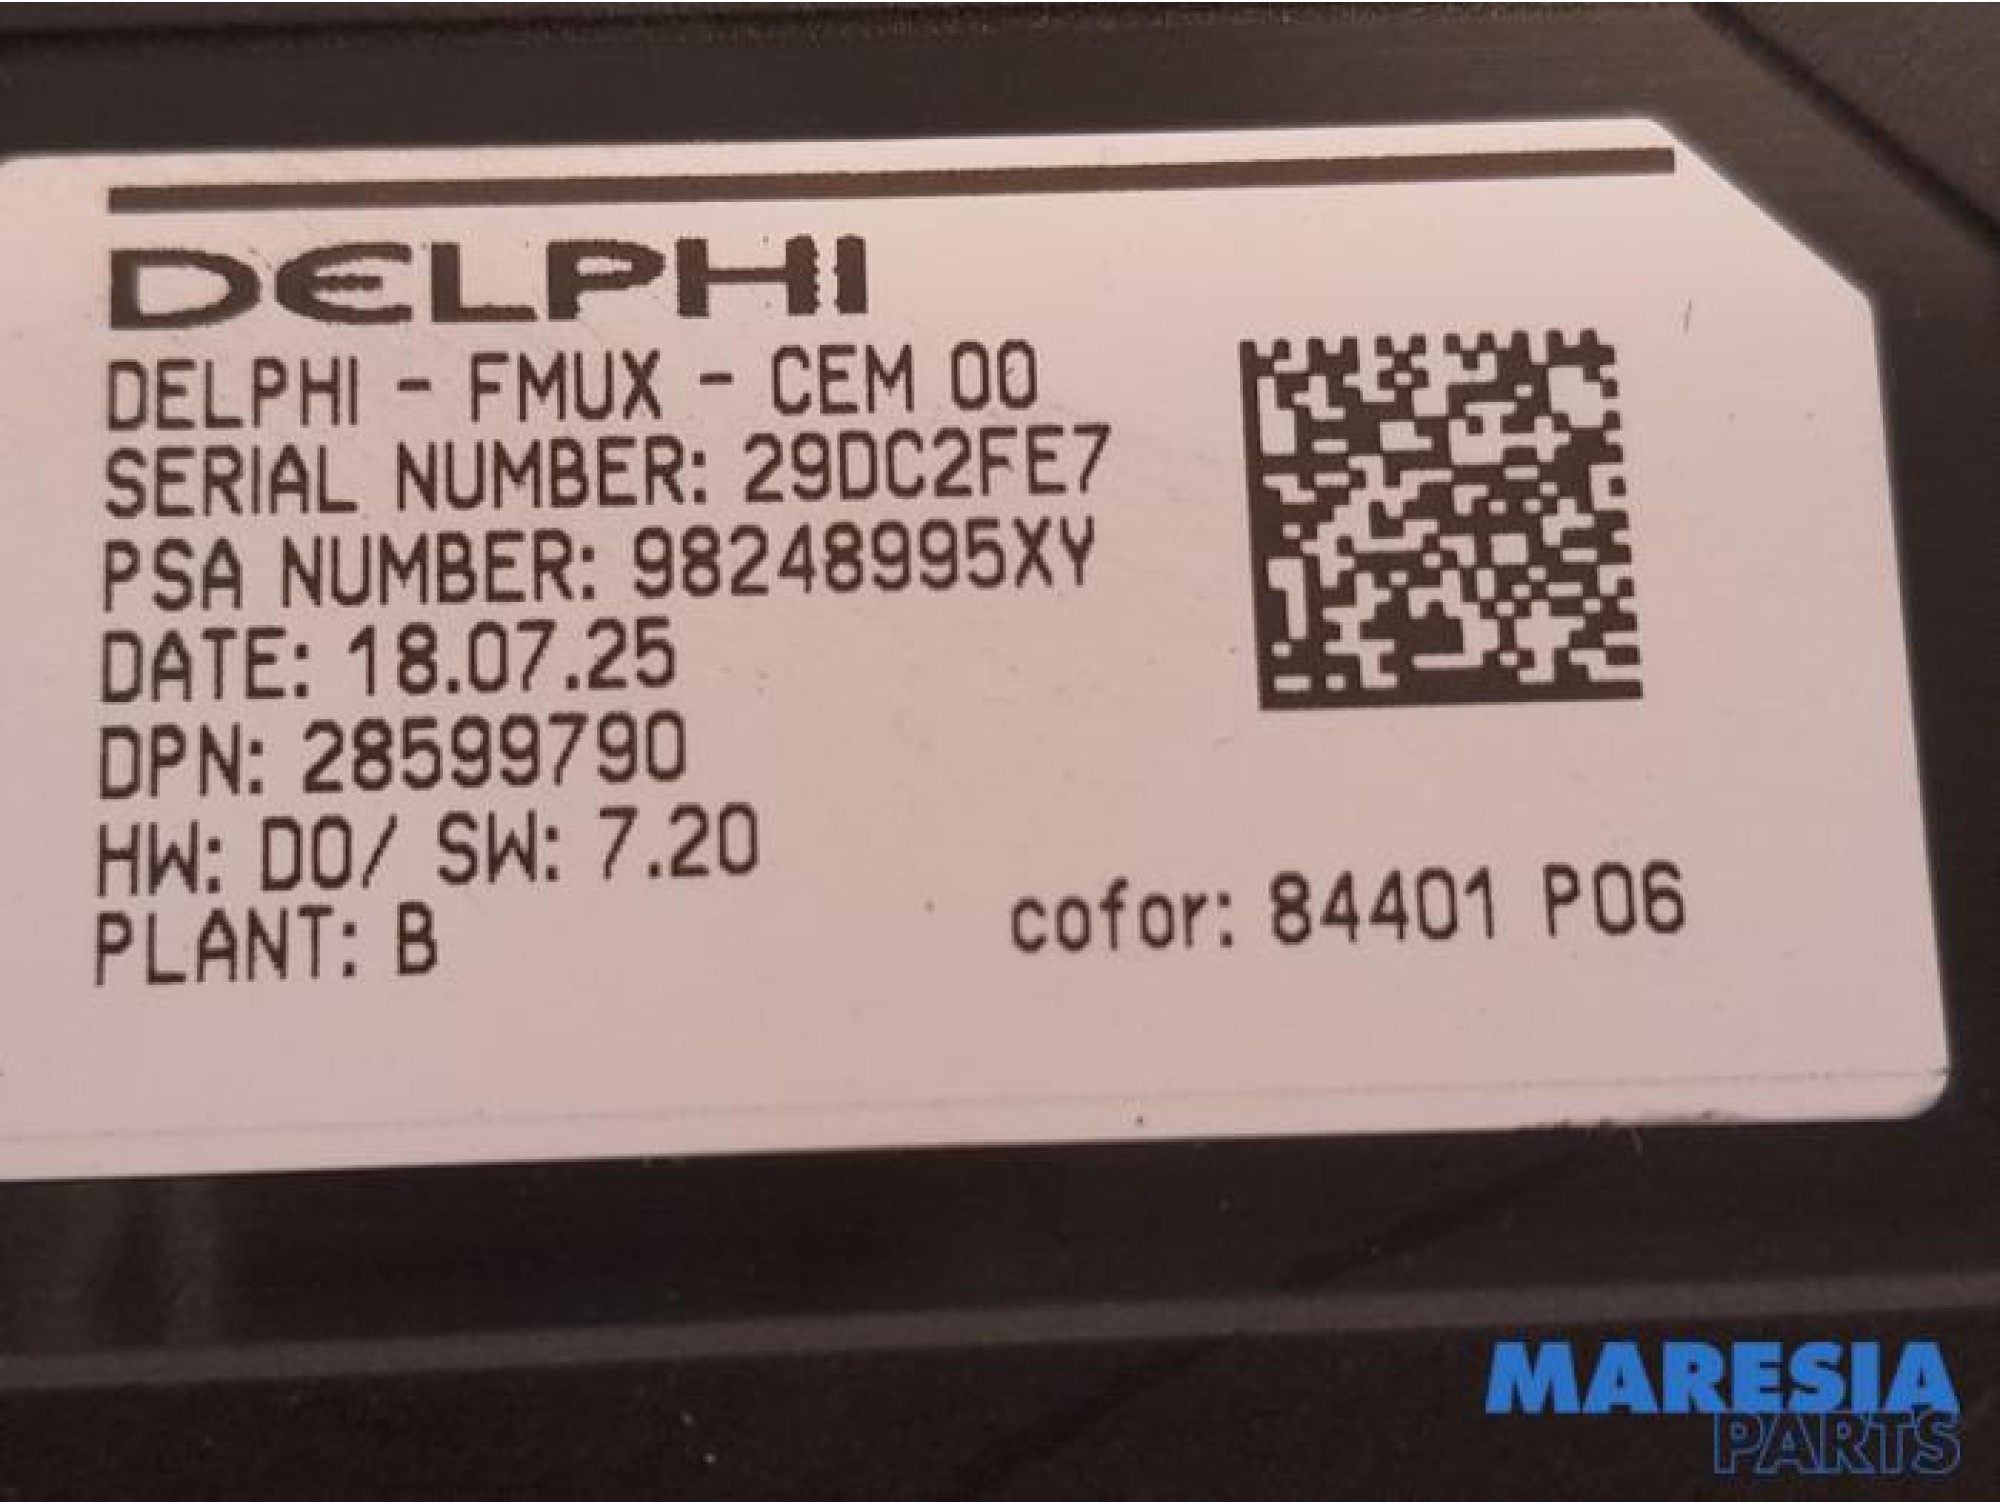 DELPHI
DELPHI - FMUX - CEM 00
SERIAL NUMBER: 29DC2FE7
PSA NUMBER: 98248995XY
DATE: 18.07.25
DPN: 28599790
HW: D0/ SW: 7.20
PLANT: B
cofor: 84401 P06
MARESIA
PARTS